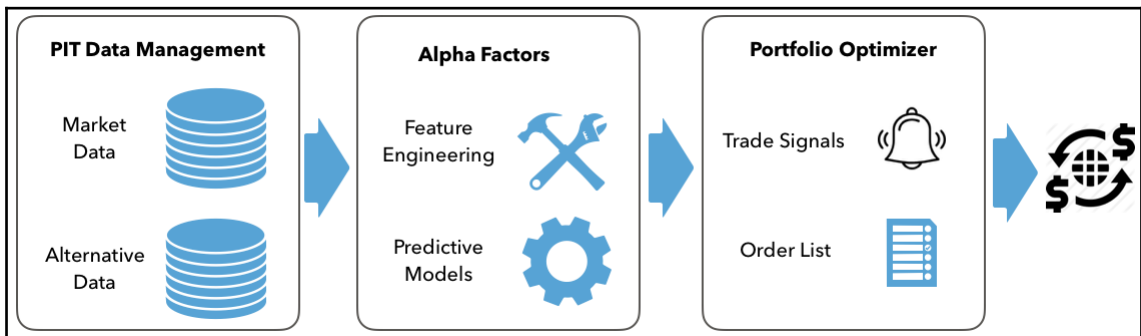 PIT Data Management
Market
Data
Alternative
Data
Alpha Factors
Feature
Engineering
Predictive
Models
Portfolio Optimizer
Trade Signals
Order List
$
$